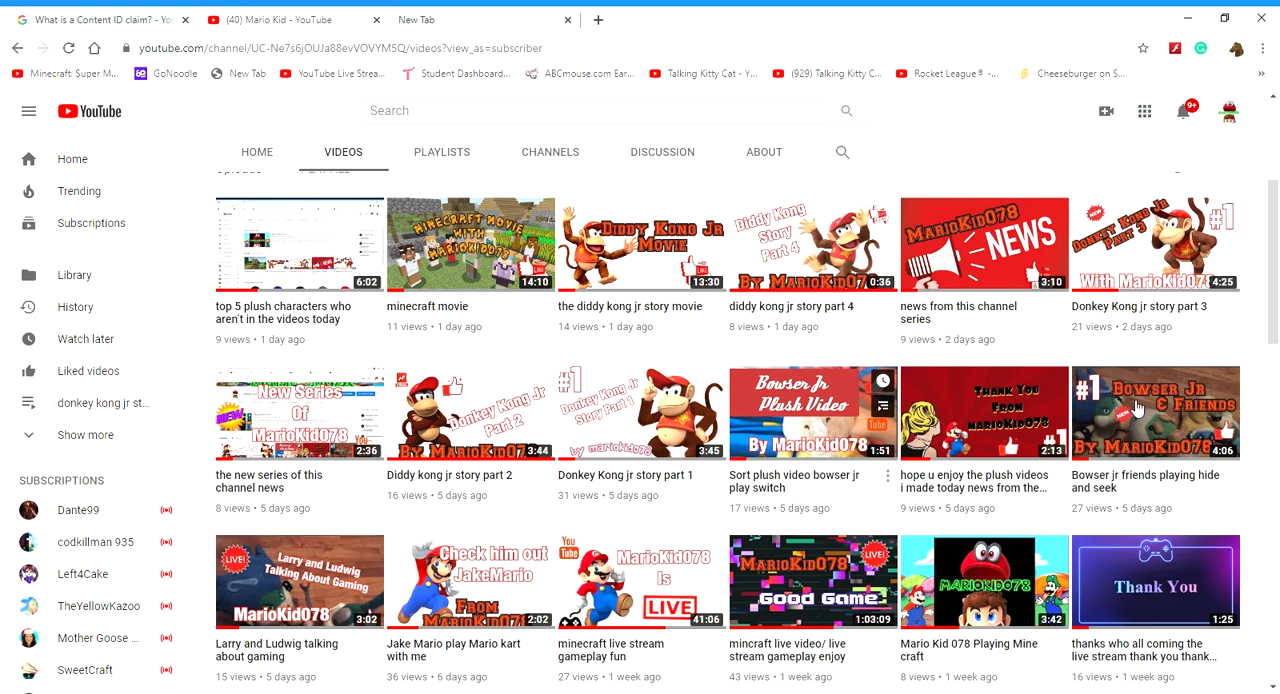 What is a Content ID claim? - Yo
(40) Mario Kid - YouTube
New Tab
youtube.com/channel/UC-Ne7s6jOUJa88evVOVYM5Q/videos?view_as=subscriber
Minecraft: Super M...
GoNoodle
New Tab
YouTube Live Strea...
Student Dashboard...
ABCmouse.com Ear...
Talking Kitty Cat - Y...
(929) Talking Kitty C...
Rocket League® -...
Cheeseburger on S...
YouTube
Search
9+
HOME
VIDEOS
PLAYLISTS
CHANNELS
DISCUSSION
ABOUT
Home
Trending
Subscriptions
Library
History
Watch later
Liked videos
donkey kong jr st...
Show more
SUBSCRIPTIONS
Dante99
codkillman 935
Left4Cake
TheYellowKazoo
Mother Goose ...
SweetCraft
6:02
top 5 plush characters who
aren't in the videos today
9 views • 1 day ago
Minecraft Movie
With
MarioKid078
14:10
minecraft movie
11 views • 1 day ago
Diddy Kong Jr
Movie
13:30
the diddy kong jr story movie
14 views • 1 day ago
Diddy Kong
Story
Part 4
By MarioKid078
0:36
diddy kong jr story part 4
8 views • 1 day ago
MarioKid078
NEWS
3:10
news from this channel
series
9 views • 2 days ago
NEW
#1
Donkey Kong Jr
Part 3
With MarioKid078
4:25
Donkey Kong jr story part 3
21 views • 2 days ago
New Series
Of
MarioKid078
NEW
2:36
the new series of this
channel news
8 views • 5 days ago
Donkey Kong Jr
Part 2
By MarioKid078
3:44
Diddy kong jr story part 2
16 views • 5 days ago
#1
Donkey Kong Jr
Story Part 1
by mariokid078
3:45
Donkey Kong jr story part 1
31 views • 5 days ago
Bowser Jr
Plush Video
You
Tube
By MarioKid078
1:51
Sort plush video bowser jr
play switch
17 views • 5 days ago
Thank You
From
MarioKid078
#1
2:13
hope u enjoy the plush videos
i made today news from the...
9 views • 5 days ago
#1
Bowser Jr
& Friends
NEW
By MarioKid078
4:06
Bowser jr friends playing hide
and seek
27 views • 5 days ago
LIVE!
Larry and Ludwig
Talking About Gaming
MarioKid078
3:02
Larry and Ludwig talking
about gaming
15 views • 5 days ago
Check him out
JakeMario
From
MarioKid078
2:02
Jake Mario play Mario kart
with me
36 views • 6 days ago
You
Tube
MarioKid078
Is
LIVE
41:06
minecraft live stream
gameplay fun
27 views • 1 week ago
MarioKid078
LIVE!
Good Game
1:03:09
mincraft live video/ live
stream gameplay enjoy
43 views • 1 week ago
MARIOKID078
3:42
Mario Kid 078 Playing Mine
craft
8 views • 1 week ago
Thank You
1:25
thanks who all coming the
live stream thank you thank...
16 views • 1 week ago